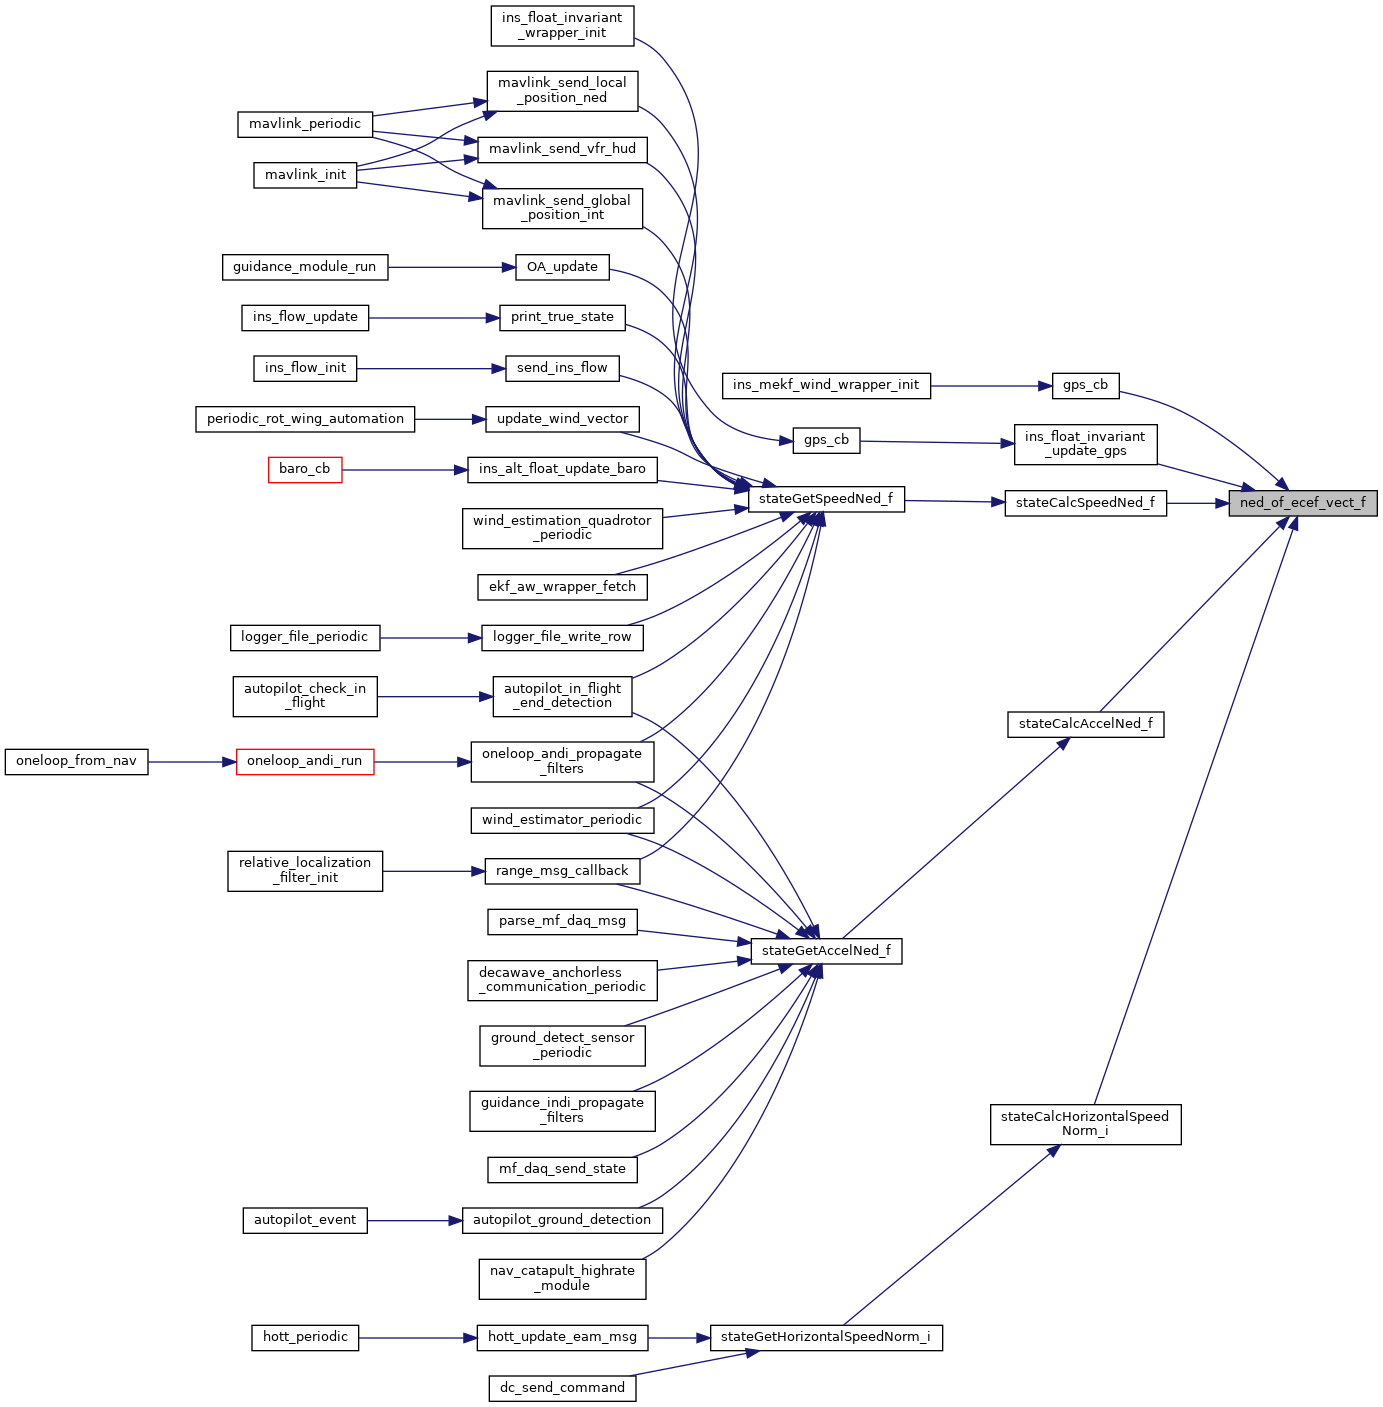 ins_float_invariant
_wrapper_init
mavlink_send_local
_position_ned
mavlink_periodic
mavlink_send_vfr_hud
mavlink_init
mavlink_send_global
_position_int
guidance_module_run
OA_update
ins_flow_update
print_true_state
ins_flow_init
send_ins_flow
ins_mekf_wind_wrapper_init
gps_cb
periodic_rot_wing_automation
update_wind_vector
gps_cb
ins_float_invariant
_update_gps
baro_cb
ins_alt_float_update_baro
stateGetSpeedNed_f
stateCalcSpeedNed_f
ned_of_ecef_vect_f
wind_estimation_quadrotor
_periodic
ekf_aw_wrapper_fetch
logger_file_periodic
logger_file_write_row
autopilot_check_in
_flight
autopilot_in_flight
_end_detection
stateCalcAccelNed_f
oneloop_from_nav
oneloop_andi_run
oneloop_andi_propagate
_filters
wind_estimator_periodic
relative_localization
_filter_init
range_msg_callback
parse_mf_daq_msg
stateGetAccelNed_f
decawave_anchorless
_communication_periodic
ground_detect_sensor
_periodic
guidance_indi_propagate
_filters
stateCalcHorizontalSpeed
Norm_i
mf_daq_send_state
autopilot_event
autopilot_ground_detection
nav_catapult_highrate
_module
hott_periodic
hott_update_eam_msg
stateGetHorizontalSpeedNorm_i
dc_send_command